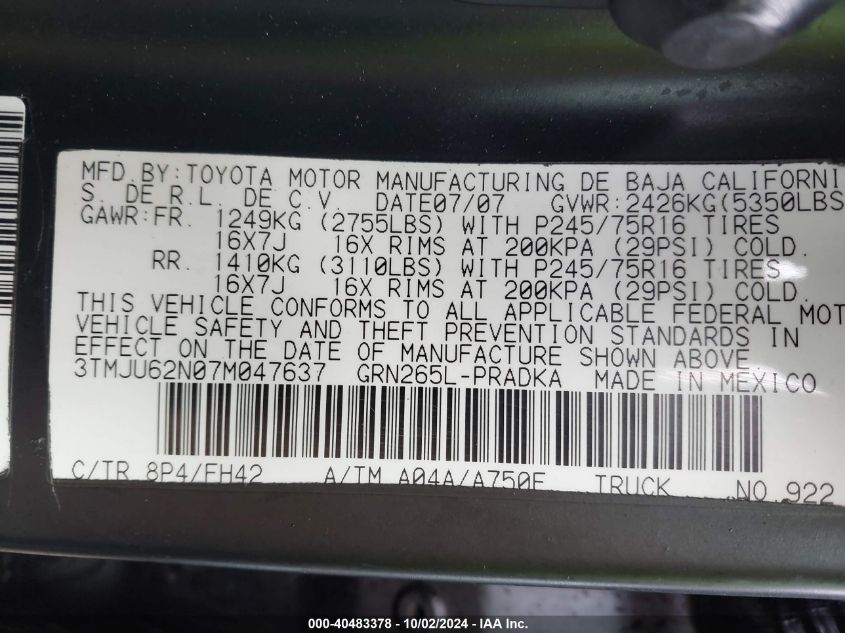 MFD.BY:TOYOTA MOTOR MANUFACTURING DE BAJA CALIFORNI
S. DE R.L. DE C.V. DATE07/07 GVWR:2426KG(5350LBS
GAWR:FR. 1249KG (2755LBS) WITH P245/75R16 TIRES
16X7J 16X RIMS AT 200KPA (29PSI) COLD.
RR. 1410KG (3110LBS) WITH P245/75R16 TIRES
16X7J 16X RIMS AT 200KPA (29PSI) COLD.
THIS VEHICLE CONFORMS TO ALL APPLICABLE FEDERAL MOT
VEHICLE SAFETY AND THEFT PREVENTION STANDARDS IN
EFFECT ON THE DATE OF MANUFACTURE SHOWN ABOVE.
3TMJU62N07M047637 GRN265L-PRADKA MADE IN MEXICO
C/TR 8P4/FH42 A/TM A04A/A750F TRUCK NO.922
000-40483378 - 10/02/2024 - IAA Inc.